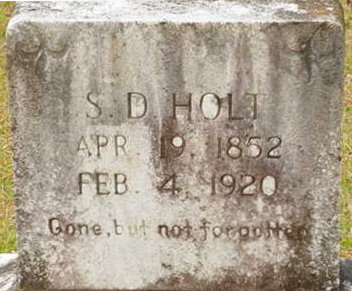 S. D. HOLT
APR. 19, 1852
FEB. 4, 1920
Gone, but not forgotten